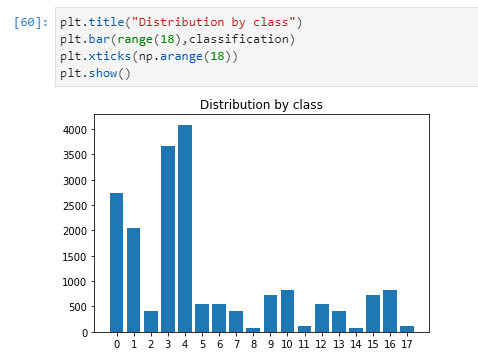 [60]: plt.title("Distribution by class")
plt.bar(range(18),classification)
plt.xticks(np.arange(18))
plt.show()
Distribution by class
4000
3500
3000
2500
2000
1500
1000
500
0
0 1 2 3 4 5 6 7 8 9 10 11 12 13 14 15 16 17